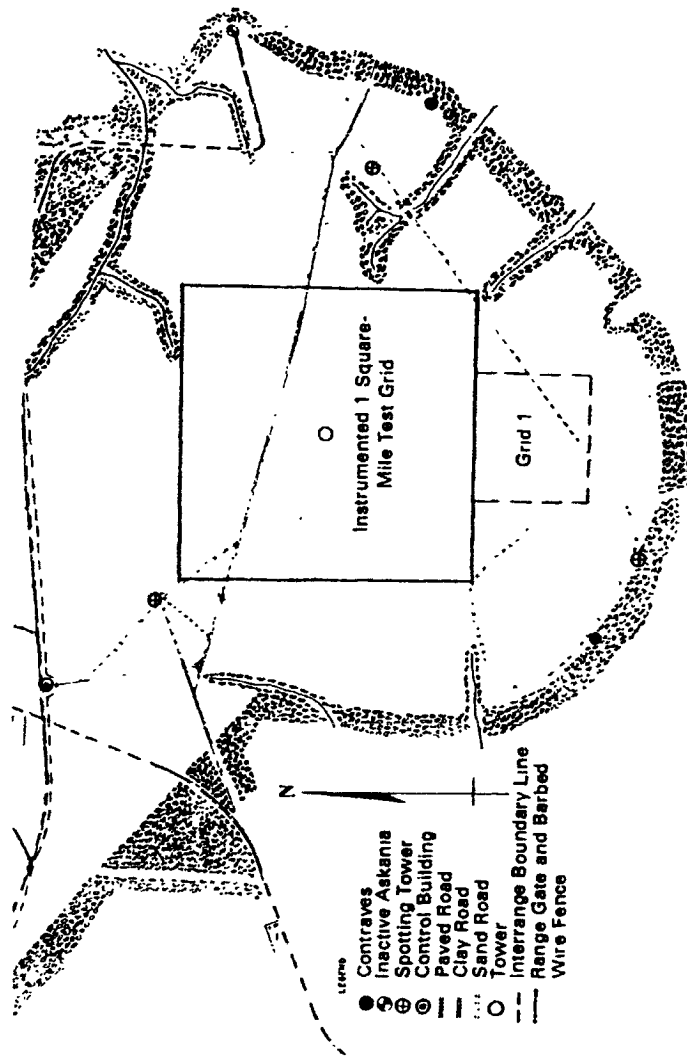 Instrumented 1 Square-
Mile Test Grid
Grid 1
N
LEGEND
Contraves
Inactive Askania
Spotting Tower
Control Building
Paved Road
Clay Road
Sand Road
Tower
Interrange Boundary Line
Range Gate and Barbed
Wire Fence